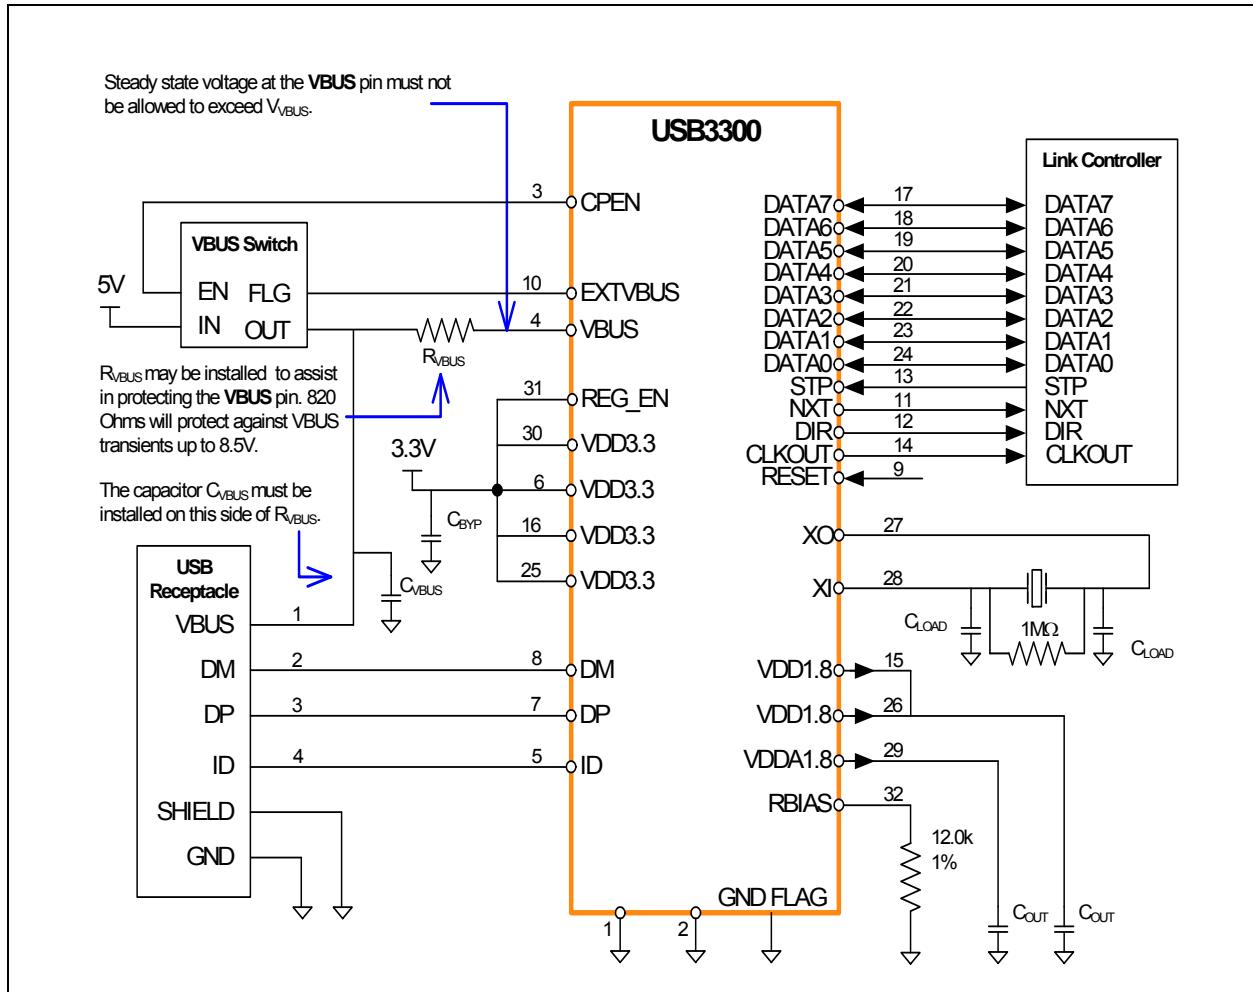 Steady state voltage at the VBUS pin must not
be allowed to exceed VVBUS.
USB3300
Link Controller
3
CPEN
VBUS Switch
5V
EN
FLG
IN
OUT
10
EXTVBUS
4
VBUS
RVBUS
RVBUS may be installed to assist
in protecting the VBUS pin. 820
Ohms will protect against VBUS
transients up to 8.5V.
31
REG_EN
30
VDD3.3
3.3V
6
VDD3.3
CBYP
16
VDD3.3
25
VDD3.3
The capacitor CVBUS must be
installed on this side of RVBUS.
CVBUS
USB
Receptacle
VBUS
1
DM
2
8
DM
DP
3
7
DP
ID
4
5
ID
SHIELD
GND
DATA7
17
DATA7
DATA6
18
DATA6
DATA5
19
DATA5
DATA4
20
DATA4
DATA3
21
DATA3
DATA2
22
DATA2
DATA1
23
DATA1
DATA0
24
DATA0
STP
13
STP
NXT
11
NXT
DIR
12
DIR
CLKOUT
14
CLKOUT
RESET
9
XO
27
XI
28
CLOAD
1MΩ
CLOAD
VDD1.8
15
VDD1.8
26
VDDA1.8
29
RBIAS
32
12.0k
1%
GND FLAG
1
2
COUT
COUT